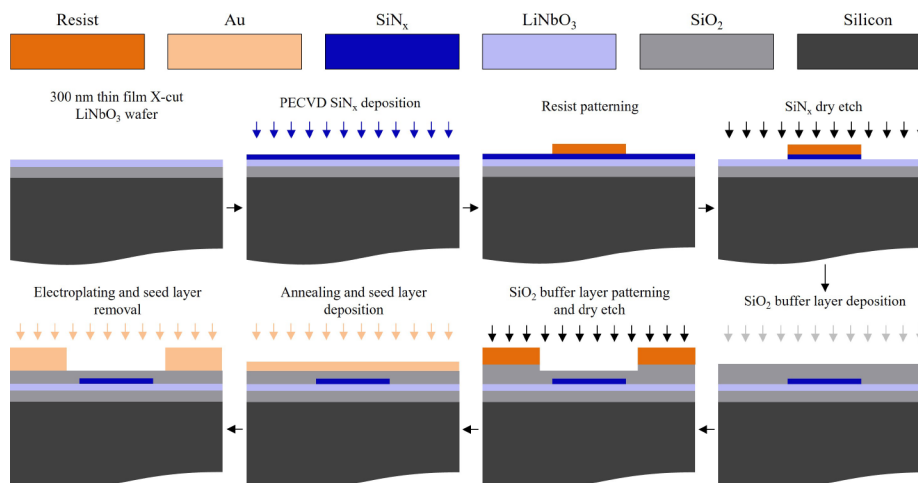 Resist
Au
SiNₓ
LiNbO₃
SiO₂
Silicon
300 nm thin film X-cut
LiNbO₃ wafer
PECVD SiNₓ deposition
Resist patterning
SiNₓ dry etch
Electroplating and seed layer
removal
Annealing and seed layer
deposition
SiO₂ buffer layer patterning
and dry etch
SiO₂ buffer layer deposition